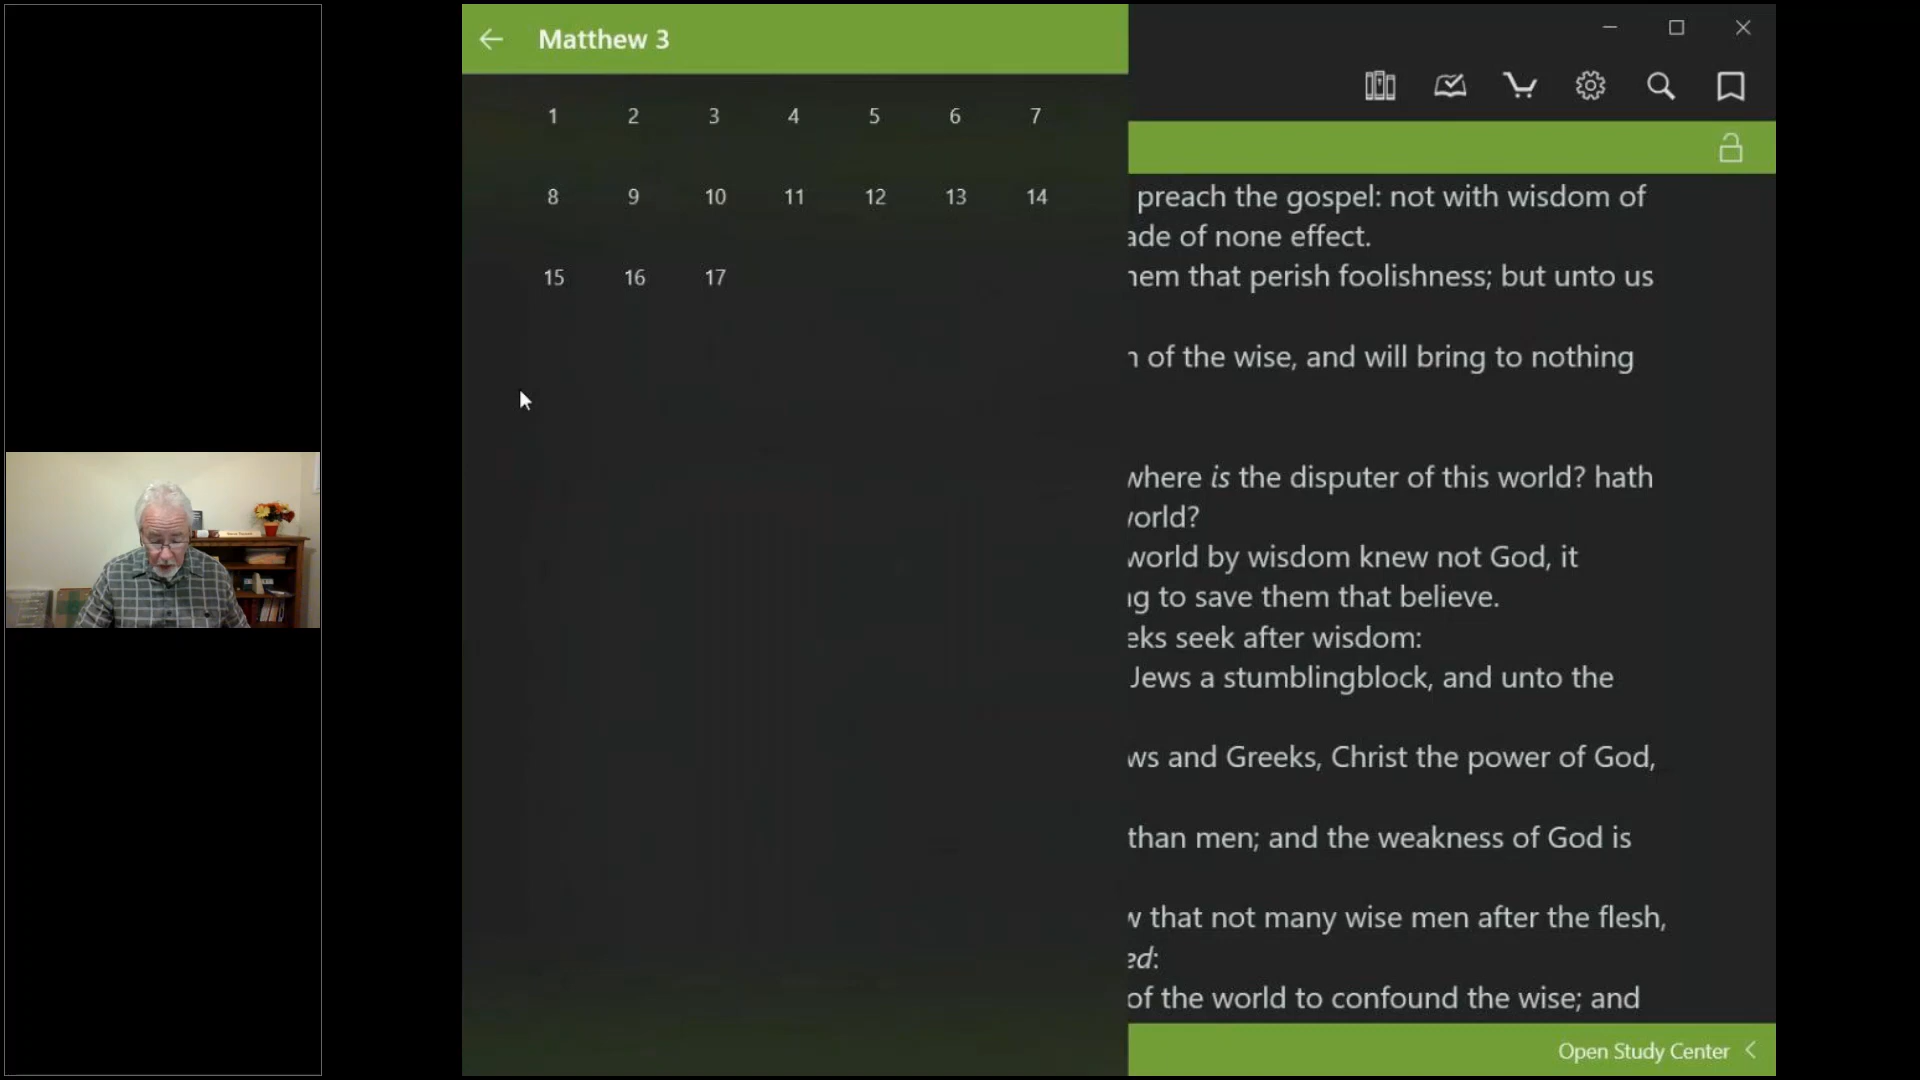 Matthew 3
1 2 3 4 5 6 7
8 9 10 11 12 13 14
15 16 17
preach the gospel: not with wisdom of
ade of none effect.
hem that perish foolishness; but unto us
of the wise, and will bring to nothing
where is the disputer of this world? hath
world?
world by wisdom knew not God, it
ng to save them that believe.
eks seek after wisdom:
Jews a stumblingblock, and unto the
ws and Greeks, Christ the power of God,
than men; and the weakness of God is
w that not many wise men after the flesh,
ed:
of the world to confound the wise; and
Open Study Center